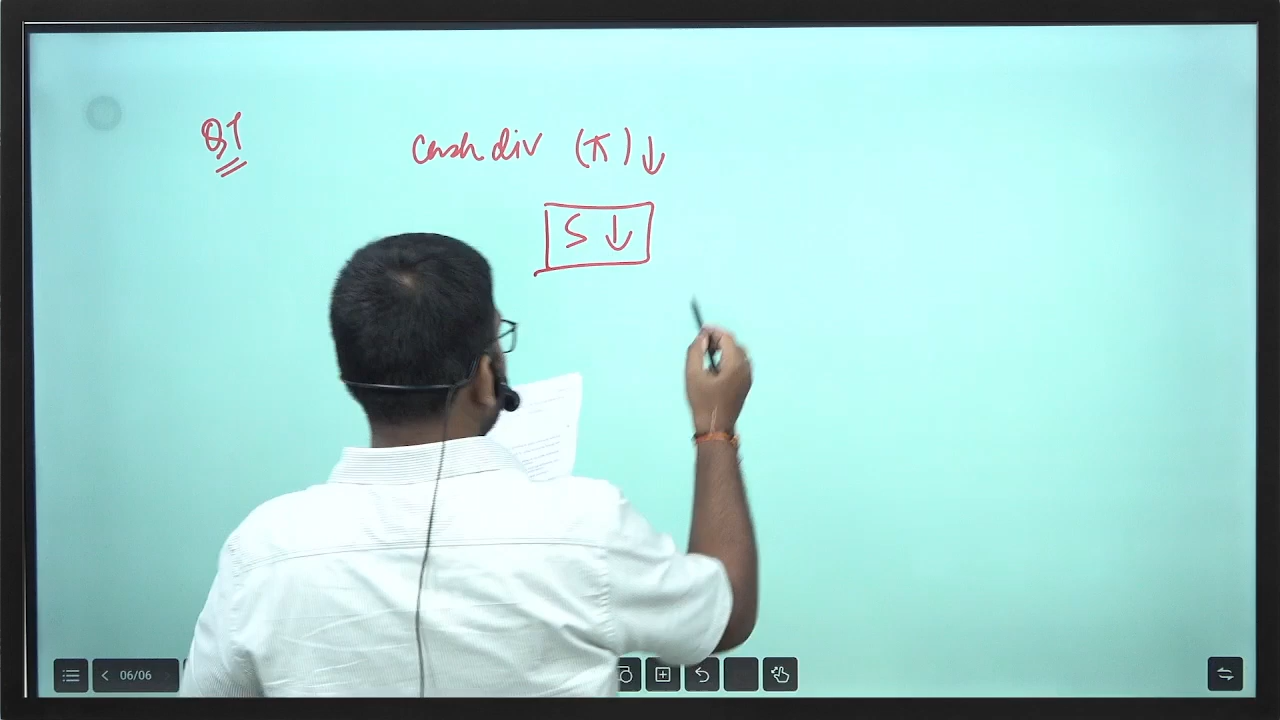 Q1
cash div (π) ↓
S ↓
06/06